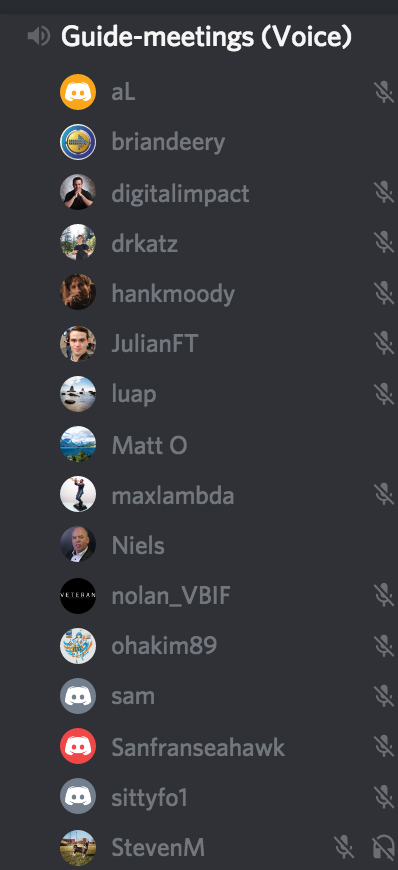 Guide-meetings (Voice)
aL
briandeery
digitalimpact
drkatz
hankmoody
JulianFT
luap
Matt O
maxlambda
Niels
VETERAN
nolan_VBIF
ohakim89
sam
Sanfranseahawk
sittyfo1
StevenM